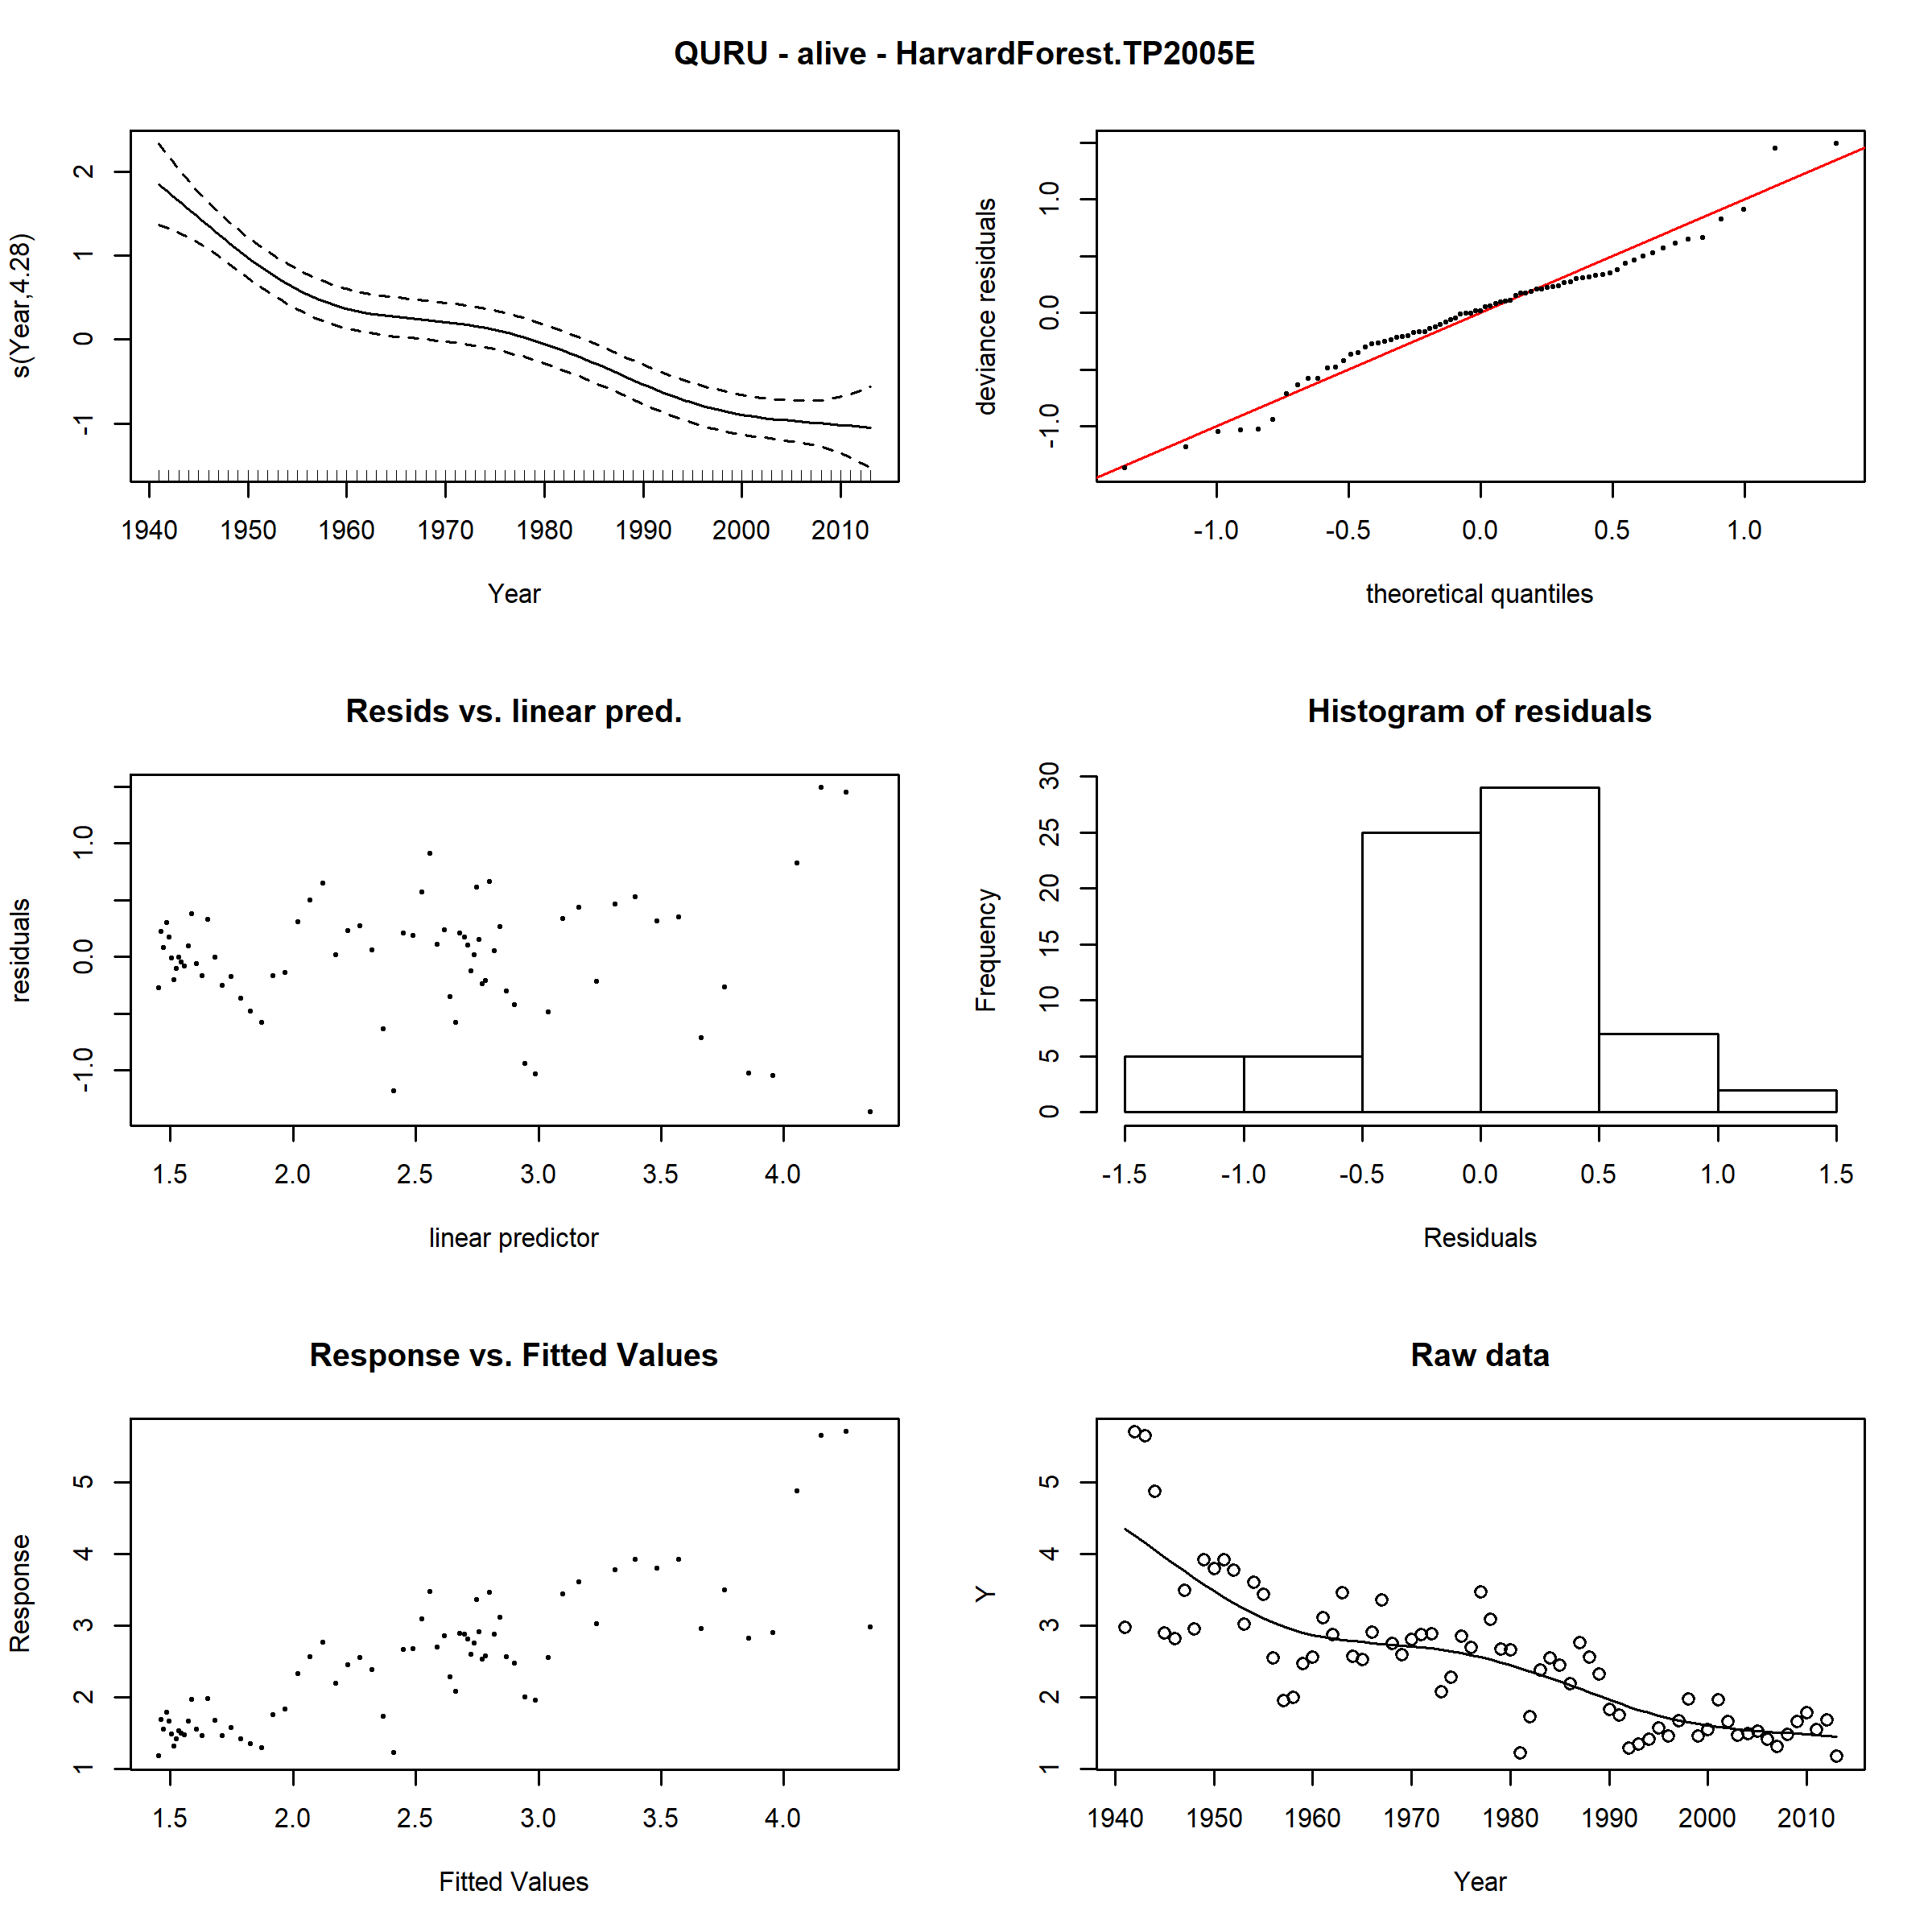 QURU - alive - HarvardForest.TP2005E
s(Year,4.28)
2
1
0
-1
1940 1950 1960 1970 1980 1990 2000 2010
Year
deviance residuals
1.0
0.0
-1.0
-1.0 -0.5 0.0 0.5 1.0
theoretical quantiles
Resids vs. linear pred.
residuals
1.0
0.0
-1.0
1.5 2.0 2.5 3.0 3.5 4.0
linear predictor
Histogram of residuals
Frequency
30
25
20
15
10
5
0
-1.5 -1.0 -0.5 0.0 0.5 1.0 1.5
Residuals
Response vs. Fitted Values
Response
5
4
3
2
1
1.5 2.0 2.5 3.0 3.5 4.0
Fitted Values
Raw data
Y
5
4
3
2
1
1940 1950 1960 1970 1980 1990 2000 2010
Year